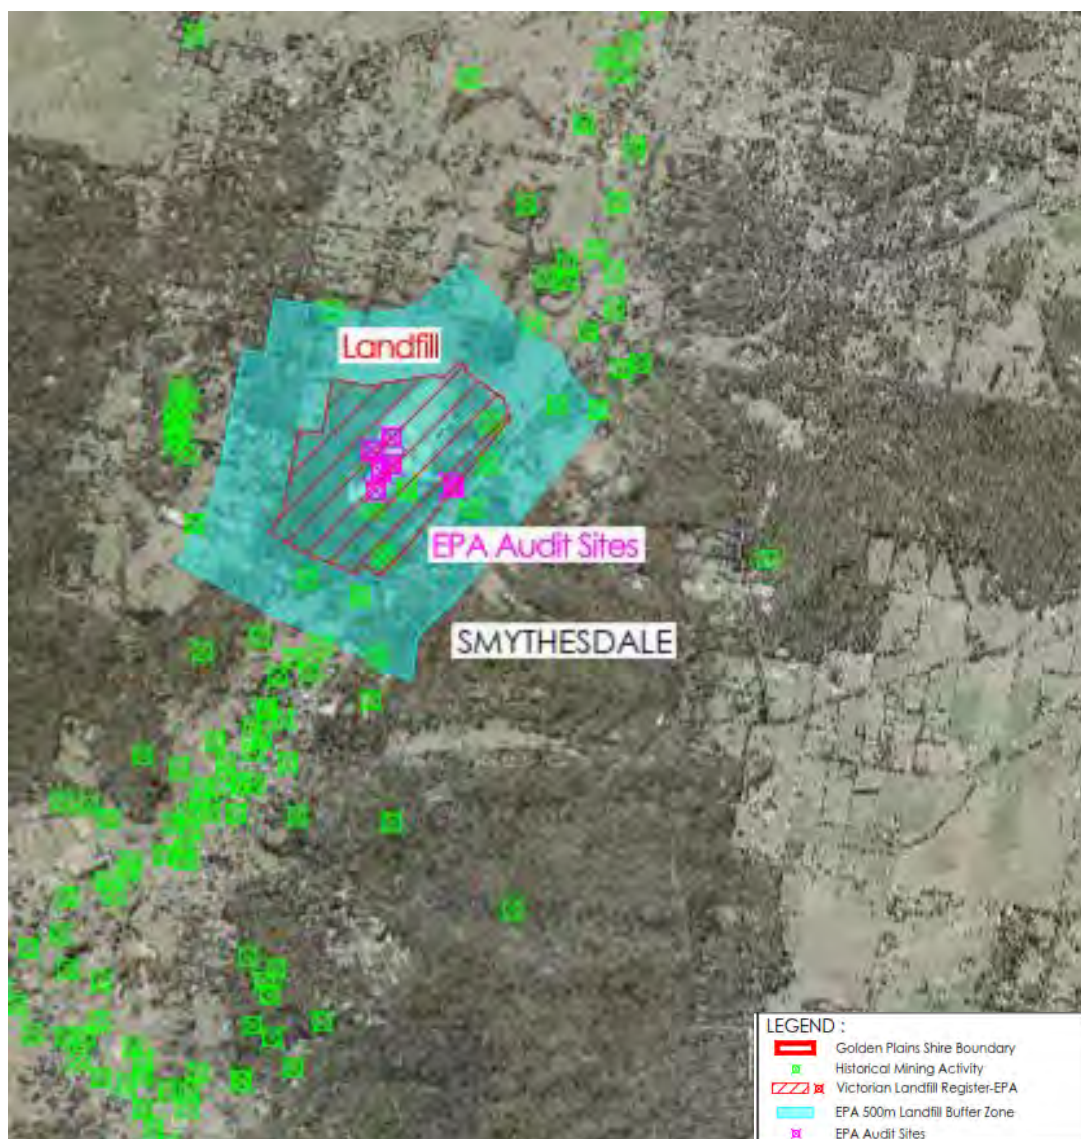 Landfill
EPA Audit Sites
SMYTHESDALE
LEGEND :
Golden Plains Shire Boundary
Historical Mining Activity
Victorian Landfill Register-EPA
EPA 500m Landfill Buffer Zone
EPA Audit Sites